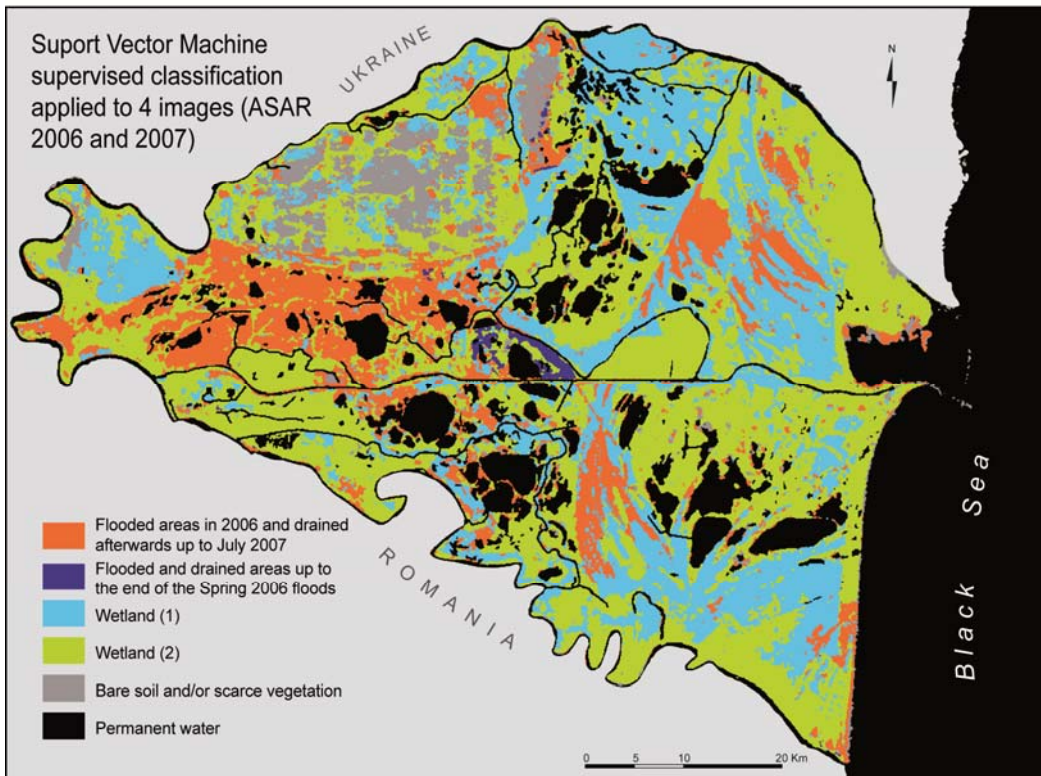 Suport Vector Machine
supervised classification
applied to 4 images (ASAR
2006 and 2007)
UKRAINE
N
Flooded areas in 2006 and drained
afterwards up to July 2007
Flooded and drained areas up to
the end of the Spring 2006 floods
Wetland (1)
Wetland (2)
Bare soil and/or scarce vegetation
Permanent water
ROMANIA
Black Sea
0 5 10 20 Km